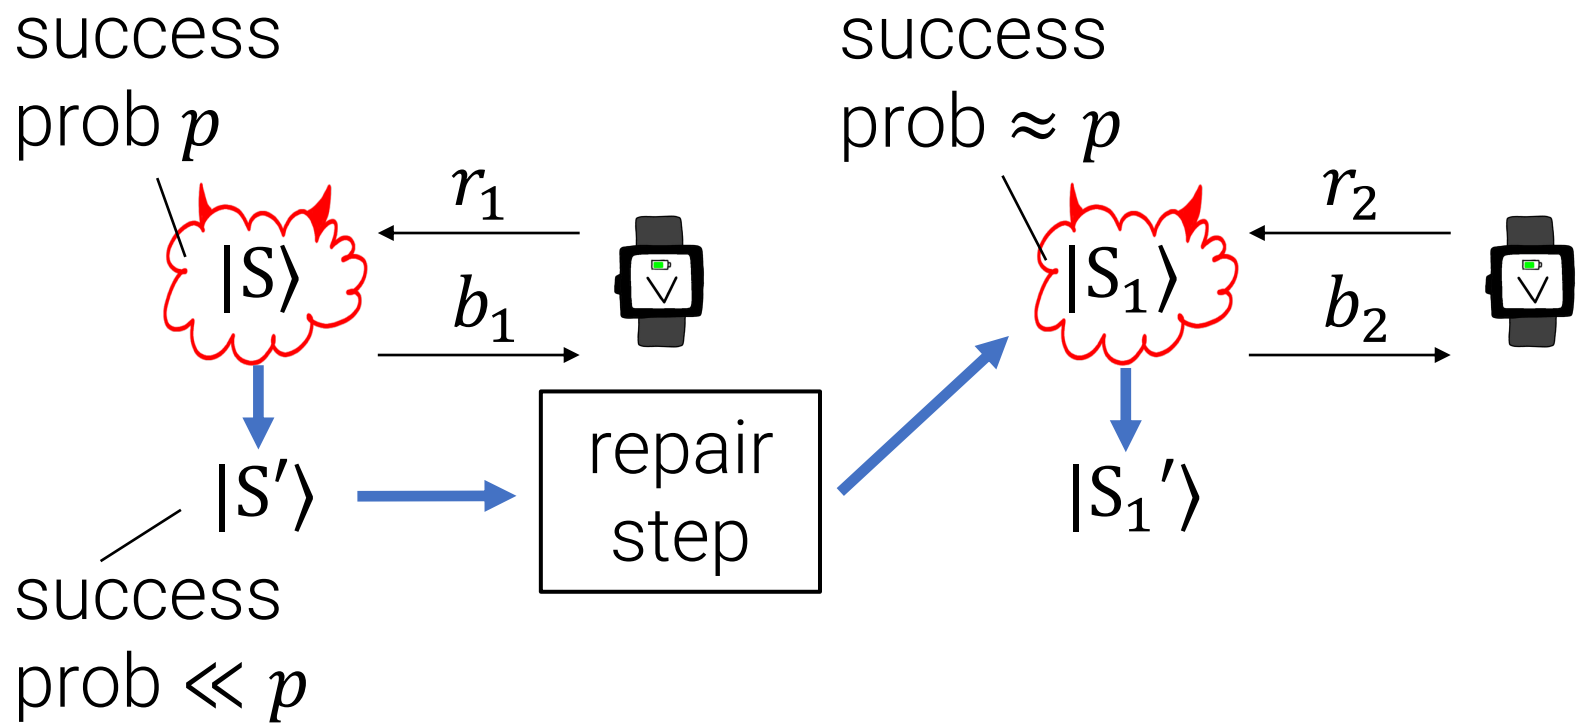 success
prob p
r₁
|S⟩
b₁
V
|S′⟩
success
prob ≪ p
repair
step
success
prob ≈ p
r₂
|S₁⟩
b₂
V
|S₁′⟩